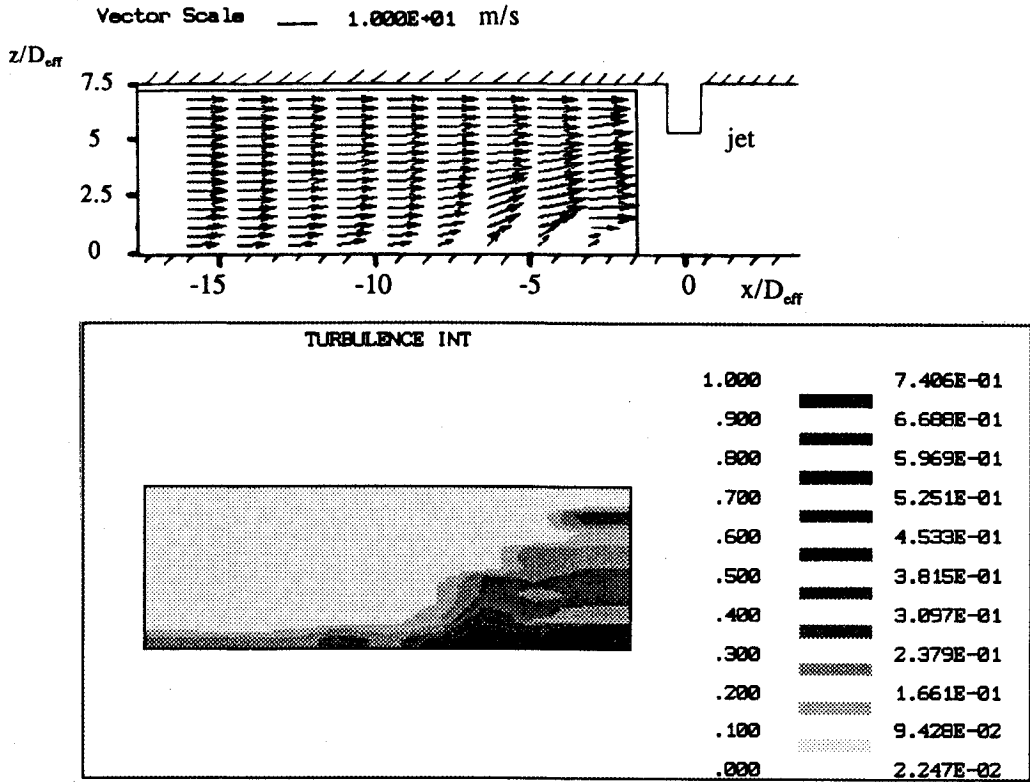 Vector Scale 1.000E+01 m/s
z/D_eff
7.5
5
jet
2.5
0
-15 -10 -5 0 x/D_eff
TURBULENCE INT
1.000 7.406E-01
.900 6.688E-01
.800 5.969E-01
.700 5.251E-01
.600 4.533E-01
.500 3.815E-01
.400 3.097E-01
.300 2.379E-01
.200 1.661E-01
.100 9.428E-02
.000 2.247E-02